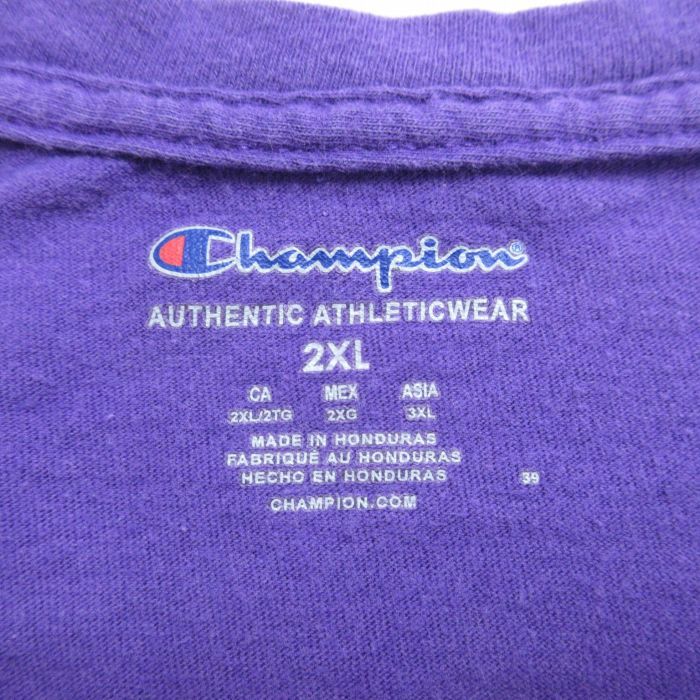 Champion®
AUTHENTIC ATHLETICWEAR
2XL
CA MEX ASIA
2XL/2TG 2XG 3XL
MADE IN HONDURAS
FABRIQUÉ AU HONDURAS
HECHO EN HONDURAS 39
CHAMPION.COM